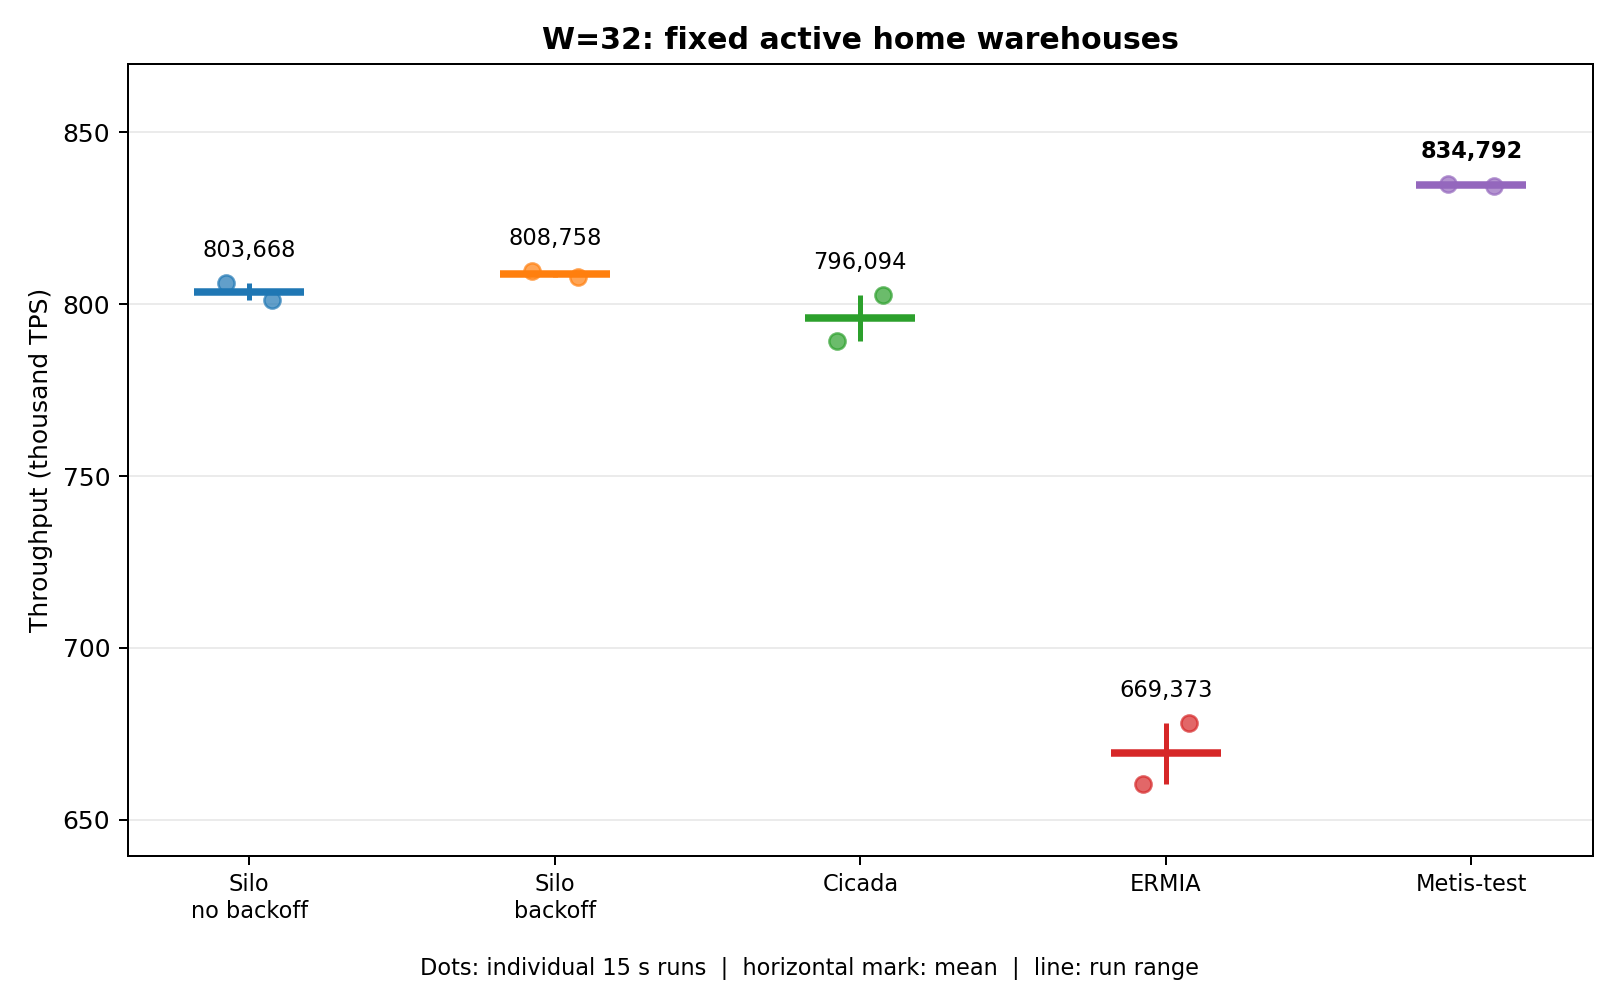 W=32: fixed active home warehouses
Throughput (thousand TPS)
850
800
750
700
650
803,668
808,758
796,094
669,373
834,792
Silo
no backoff
Silo
backoff
Cicada
ERMIA
Metis-test
Dots: individual 15 s runs | horizontal mark: mean | line: run range